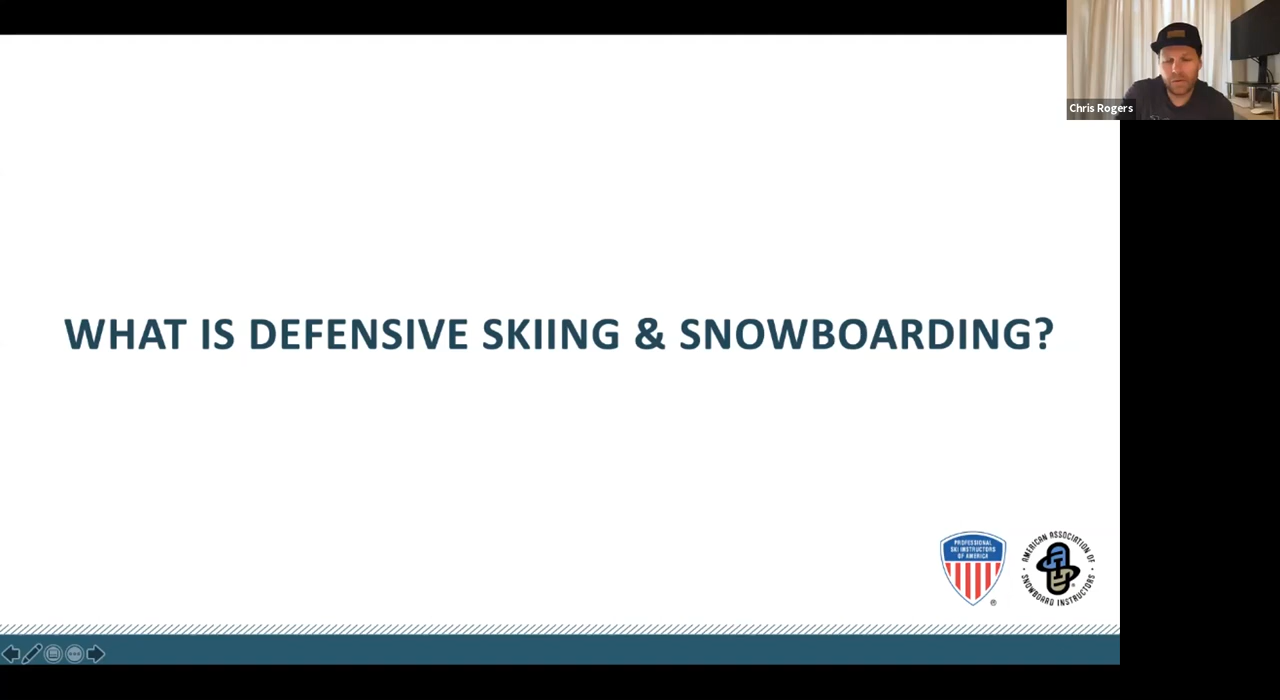 Chris Rogers
WHAT IS DEFENSIVE SKIING & SNOWBOARDING?
PROFESSIONAL
SKI INSTRUCTORS
OF AMERICA
®
AMERICAN ASSOCIATION OF
SNOWBOARD INSTRUCTORS